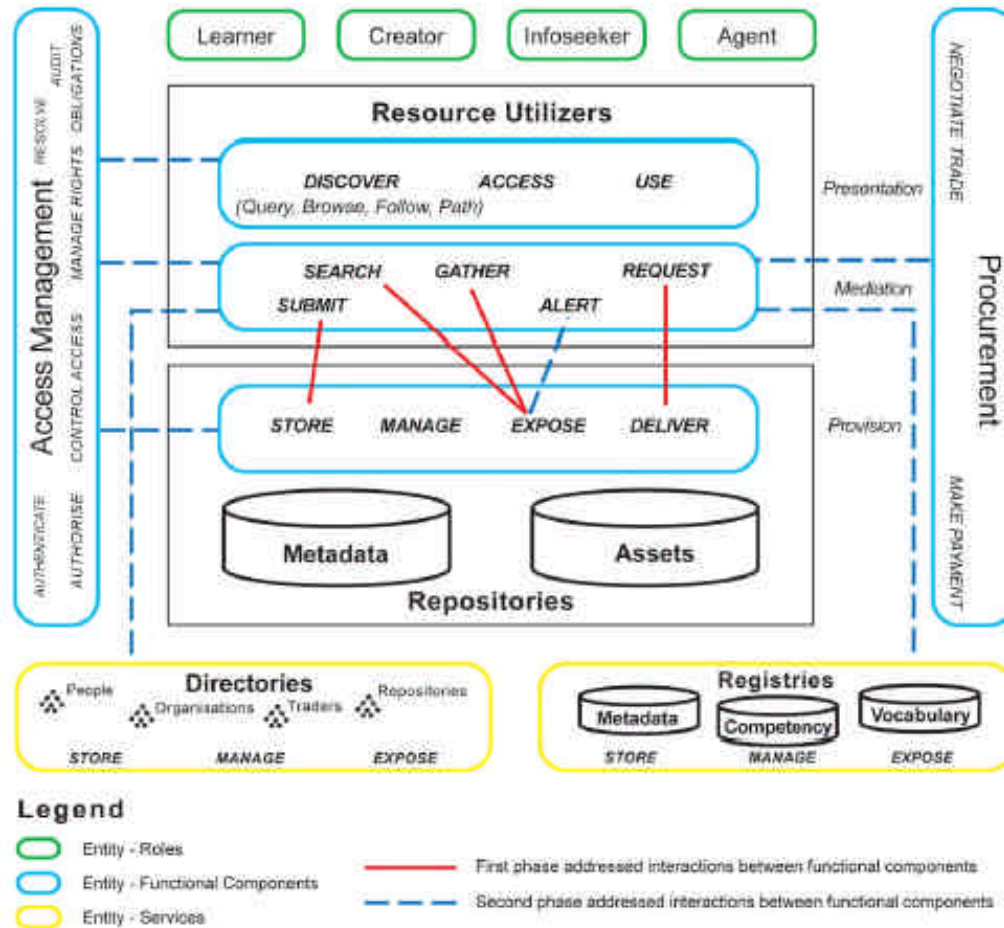 Learner
Creator
Infoseeker
Agent
Access Management
AUDIT
RESOLVE
OBLIGATIONS
MANAGE RIGHTS
CONTROL ACCESS
AUTHENTICATE
AUTHORISE
Resource Utilizers
DISCOVER ACCESS USE
(Query, Browse, Follow, Path)
SEARCH GATHER REQUEST
SUBMIT ALERT
Presentation
Mediation
Provision
STORE MANAGE EXPOSE DELIVER
Metadata
Assets
Repositories
NEGOTIATE TRADE
Procurement
MAKE PAYMENT
Directories
People
Organisations
Traders
Repositories
STORE MANAGE EXPOSE
Registries
Metadata
Competency
Vocabulary
STORE MANAGE EXPOSE
Legend
Entity - Roles
Entity - Functional Components
Entity - Services
First phase addressed interactions between functional components
Second phase addressed interactions between functional components